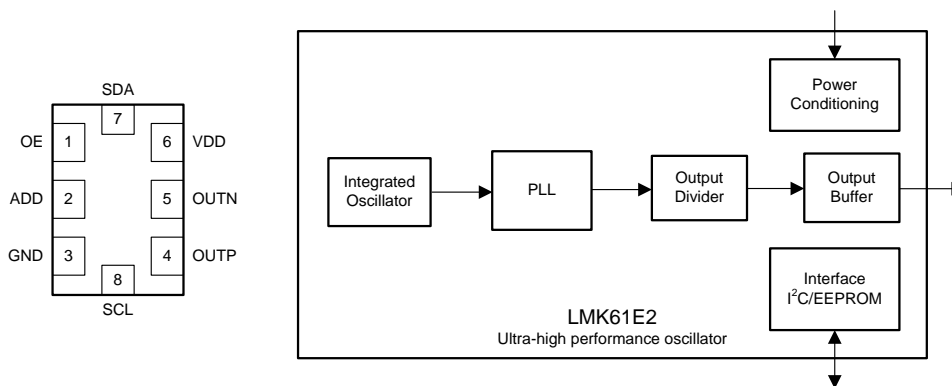 SDA
7
OE 1 6 VDD
ADD 2 5 OUTN
GND 3 4 OUTP
8
SCL
Power
Conditioning
Integrated
Oscillator
PLL
Output
Divider
Output
Buffer
Interface
I²C/EEPROM
LMK61E2
Ultra-high performance oscillator